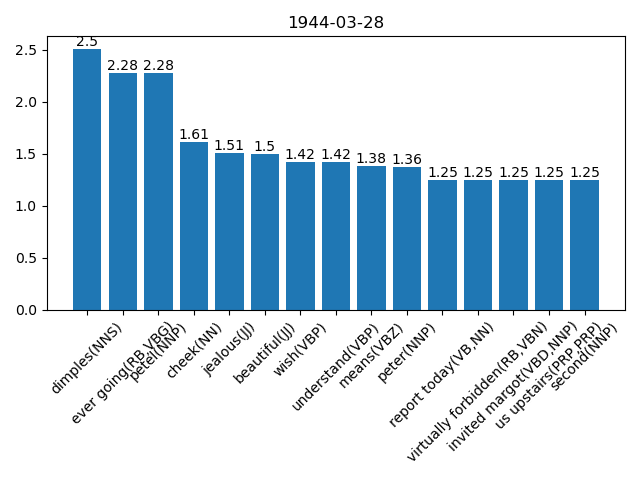 1944-03-28
2.5
2.0
1.5
1.0
0.5
0.0
2.5
2.28
2.28
1.61
1.51
1.5
1.42
1.42
1.38
1.36
1.25
1.25
1.25
1.25
1.25
dimples(NNS)
ever going(RB,VBG)
petel(NNP)
cheek(NN)
jealous(JJ)
beautiful(JJ)
wish(VBP)
understand(VBP)
means(VBZ)
peter(NNP)
report today(VB,NN)
virtually forbidden(RB,VBN)
invited margot(VBD,NNP)
us upstairs(PRP,PRP)
second(NNP)